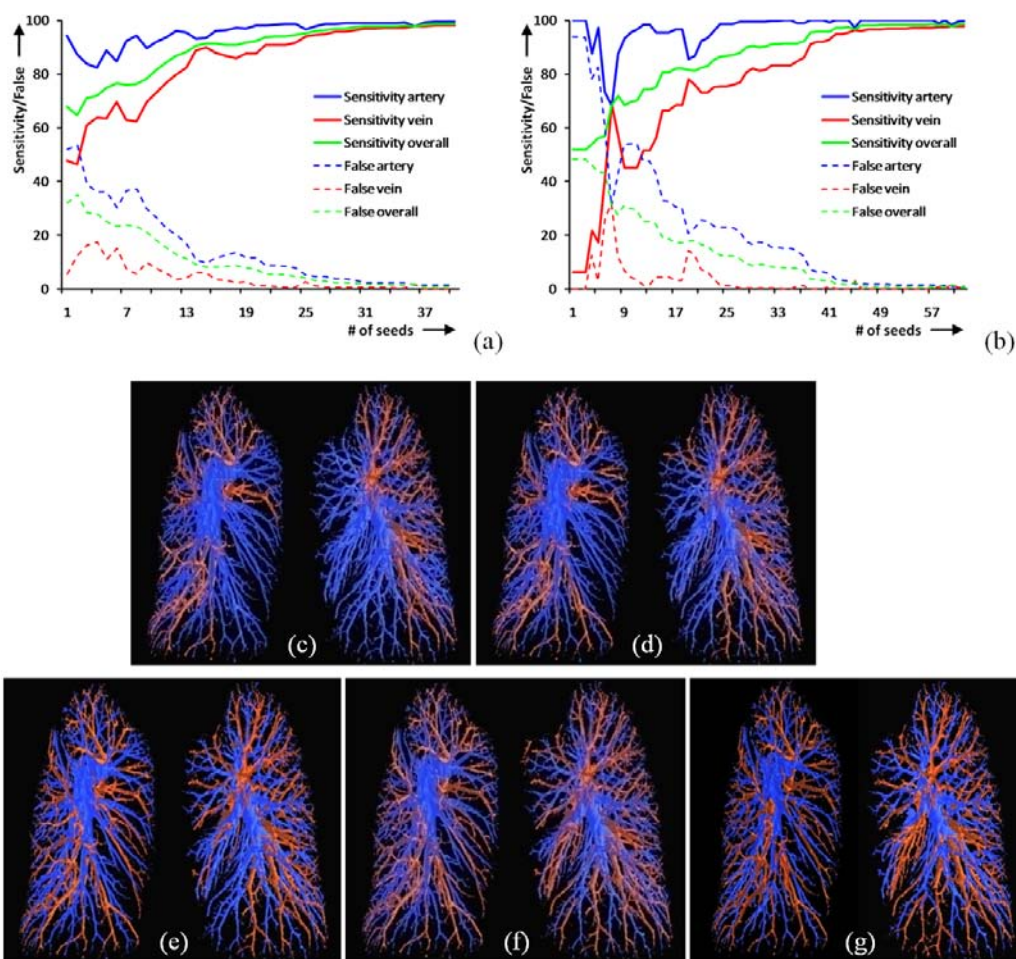 100
80
60
40
20
0
Sensitivity/False
Sensitivity artery
Sensitivity vein
Sensitivity overall
False artery
False vein
False overall
1 7 13 19 25 31 37
# of seeds
(a)
100
80
60
40
20
0
Sensitivity/False
Sensitivity artery
Sensitivity vein
Sensitivity overall
False artery
False vein
False overall
1 9 17 25 33 41 49 57
# of seeds
(b)
(c)
(d)
(e)
(f)
(g)